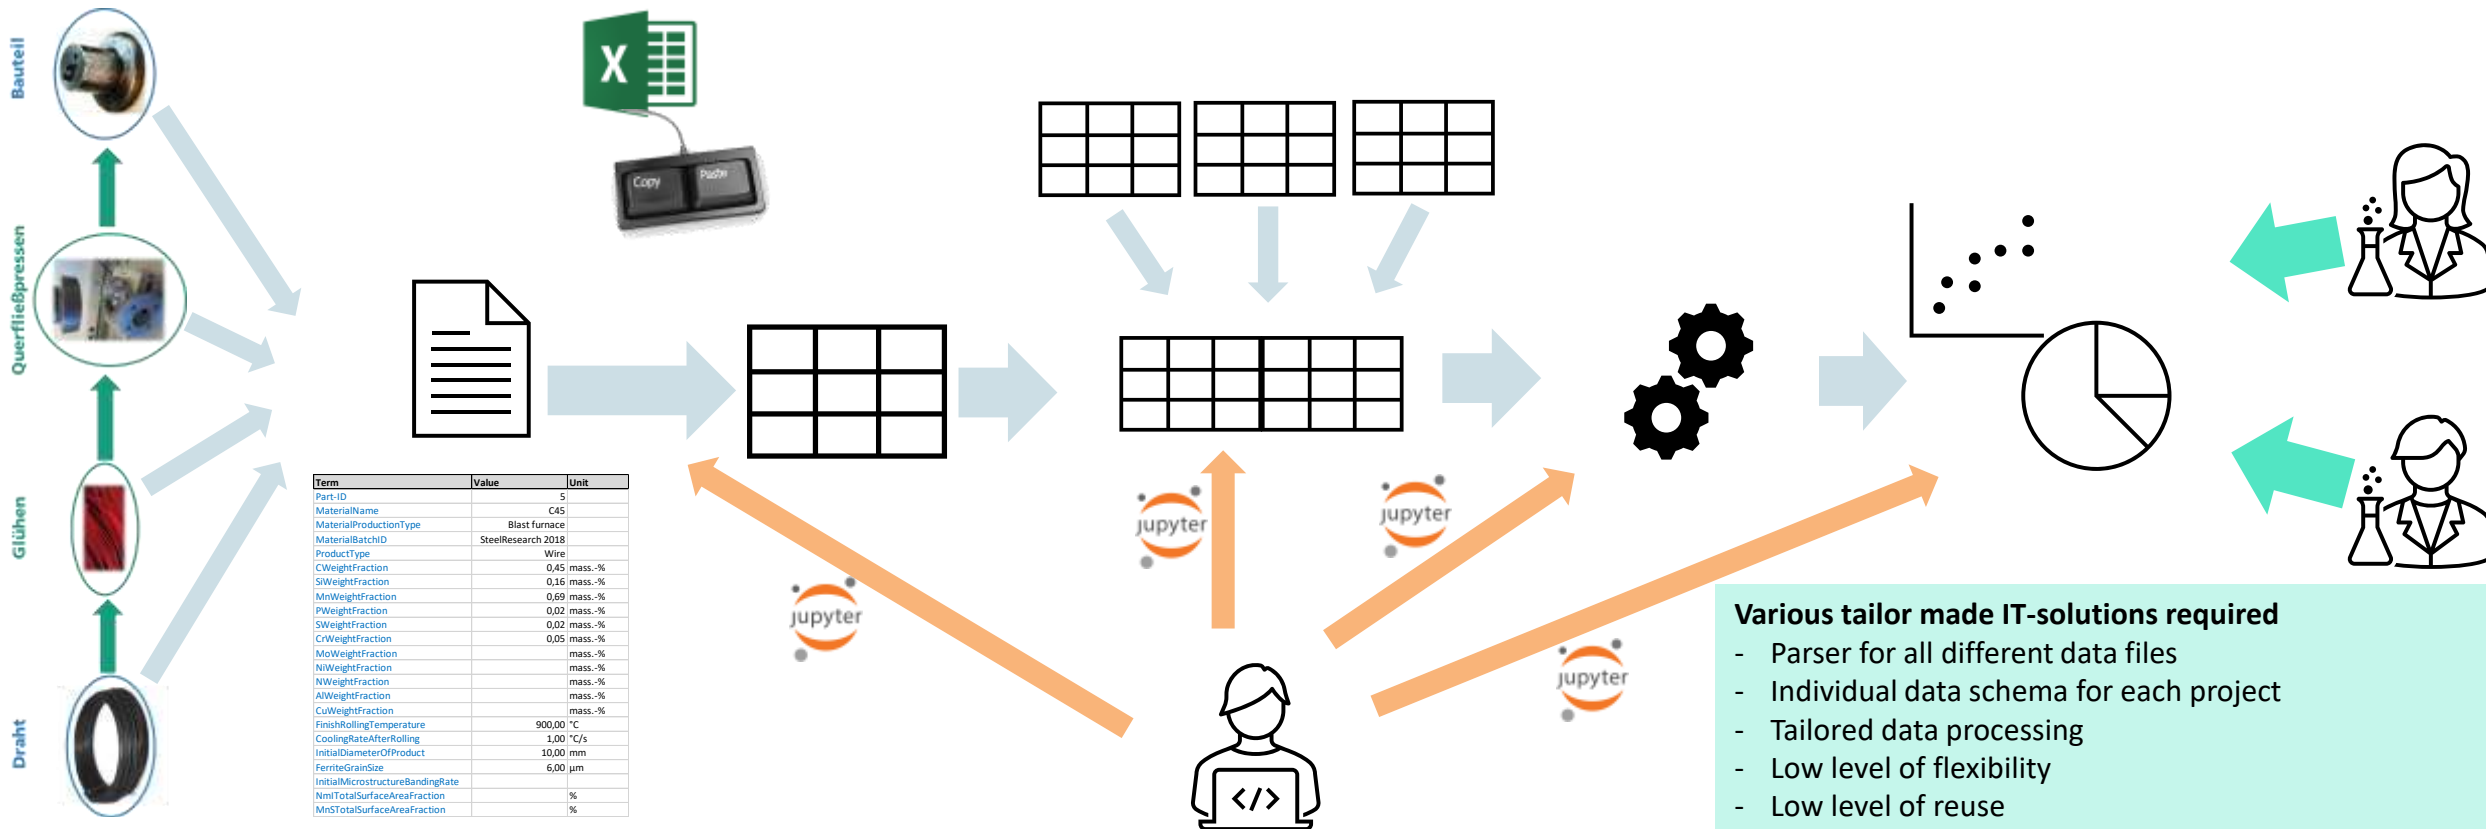 Bauteil
Querfließpressen
Glühen
Draht
X
Copy
Paste
Term Value Unit
Part-ID 5
MaterialName C45
MaterialProductionType Blast furnace
MaterialBatchID SteelResearch 2018
ProductType Wire
CWeightFraction 0,45 mass.-%
SiWeightFraction 0,16 mass.-%
MnWeightFraction 0,69 mass.-%
PWeightFraction 0,02 mass.-%
SWeightFraction 0,02 mass.-%
CrWeightFraction 0,05 mass.-%
MoWeightFraction mass.-%
NiWeightFraction mass.-%
NWeightFraction mass.-%
AlWeightFraction mass.-%
CuWeightFraction mass.-%
FinishRollingTemperature 900,00 °C
CoolingRateAfterRolling 1,00 °C/s
InitialDiameterOfProduct 10,00 mm
FerriteGrainSize 6,00 µm
InitialMicrostructureBandingRate
NmITotalSurfaceAreaFraction %
MnSTotalSurfaceAreaFraction %
jupyter
jupyter
jupyter
jupyter
</>
Various tailor made IT-solutions required
- Parser for all different data files
- Individual data schema for each project
- Tailored data processing
- Low level of flexibility
- Low level of reuse